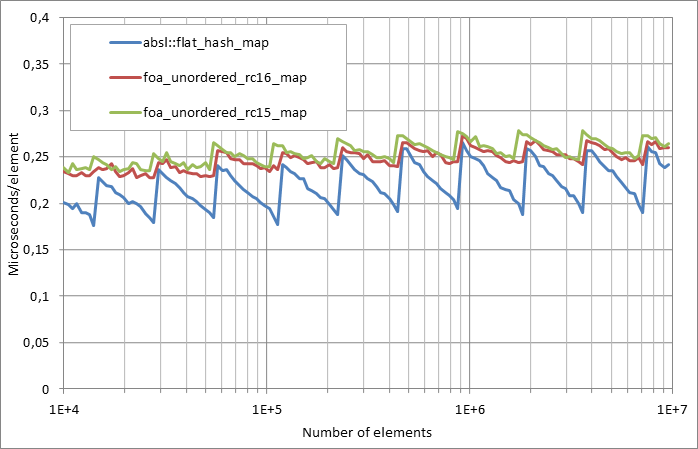 0,4
0,35
0,3
0,25
0,2
0,15
0,1
0,05
0
Microseconds/element
absl::flat_hash_map
foa_unordered_rc16_map
foa_unordered_rc15_map
1E+4 1E+5 1E+6 1E+7
Number of elements